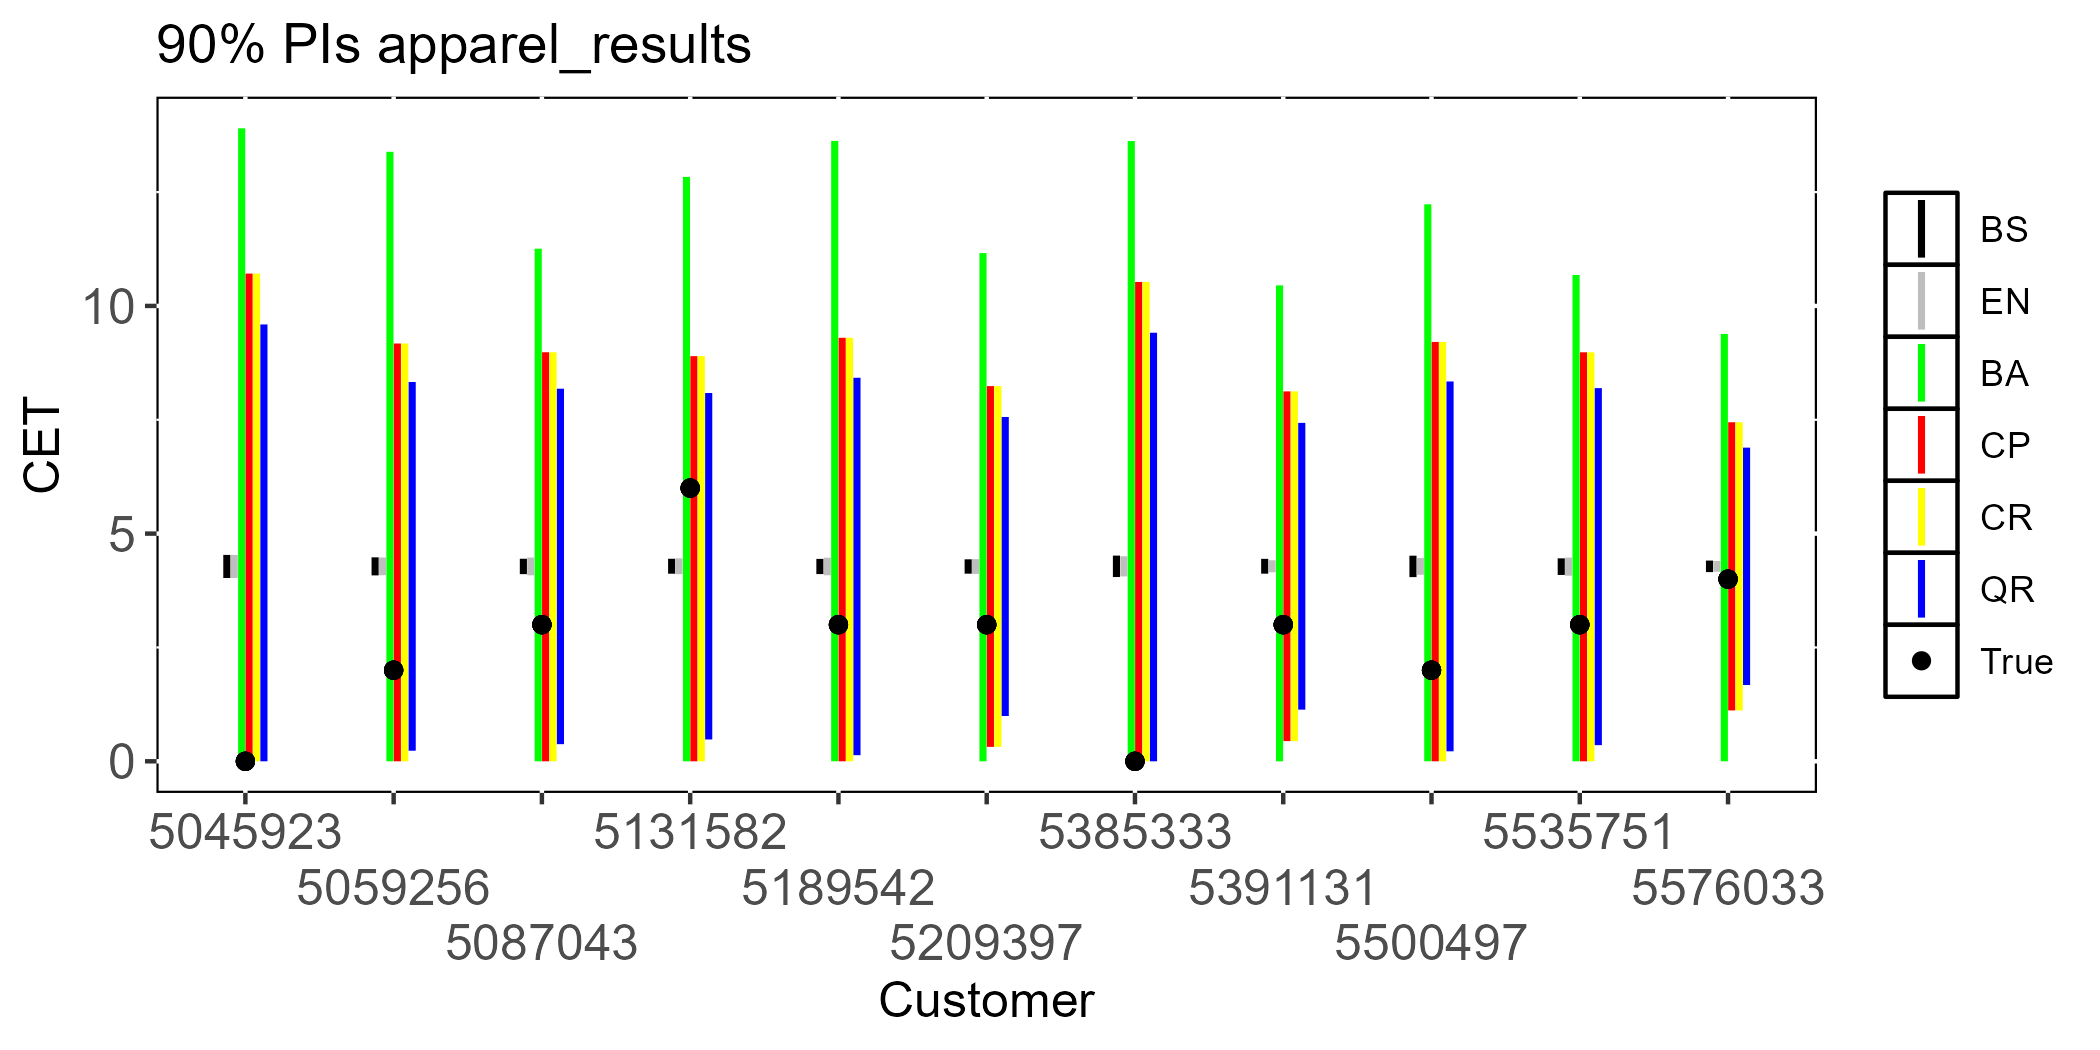 90% PIs apparel_results
CET
10
5
0
5045923
5131582
5385333
5535751
5059256
5189542
5391131
5576033
5087043
5209397
5500497
Customer
BS
EN
BA
CP
CR
QR
True